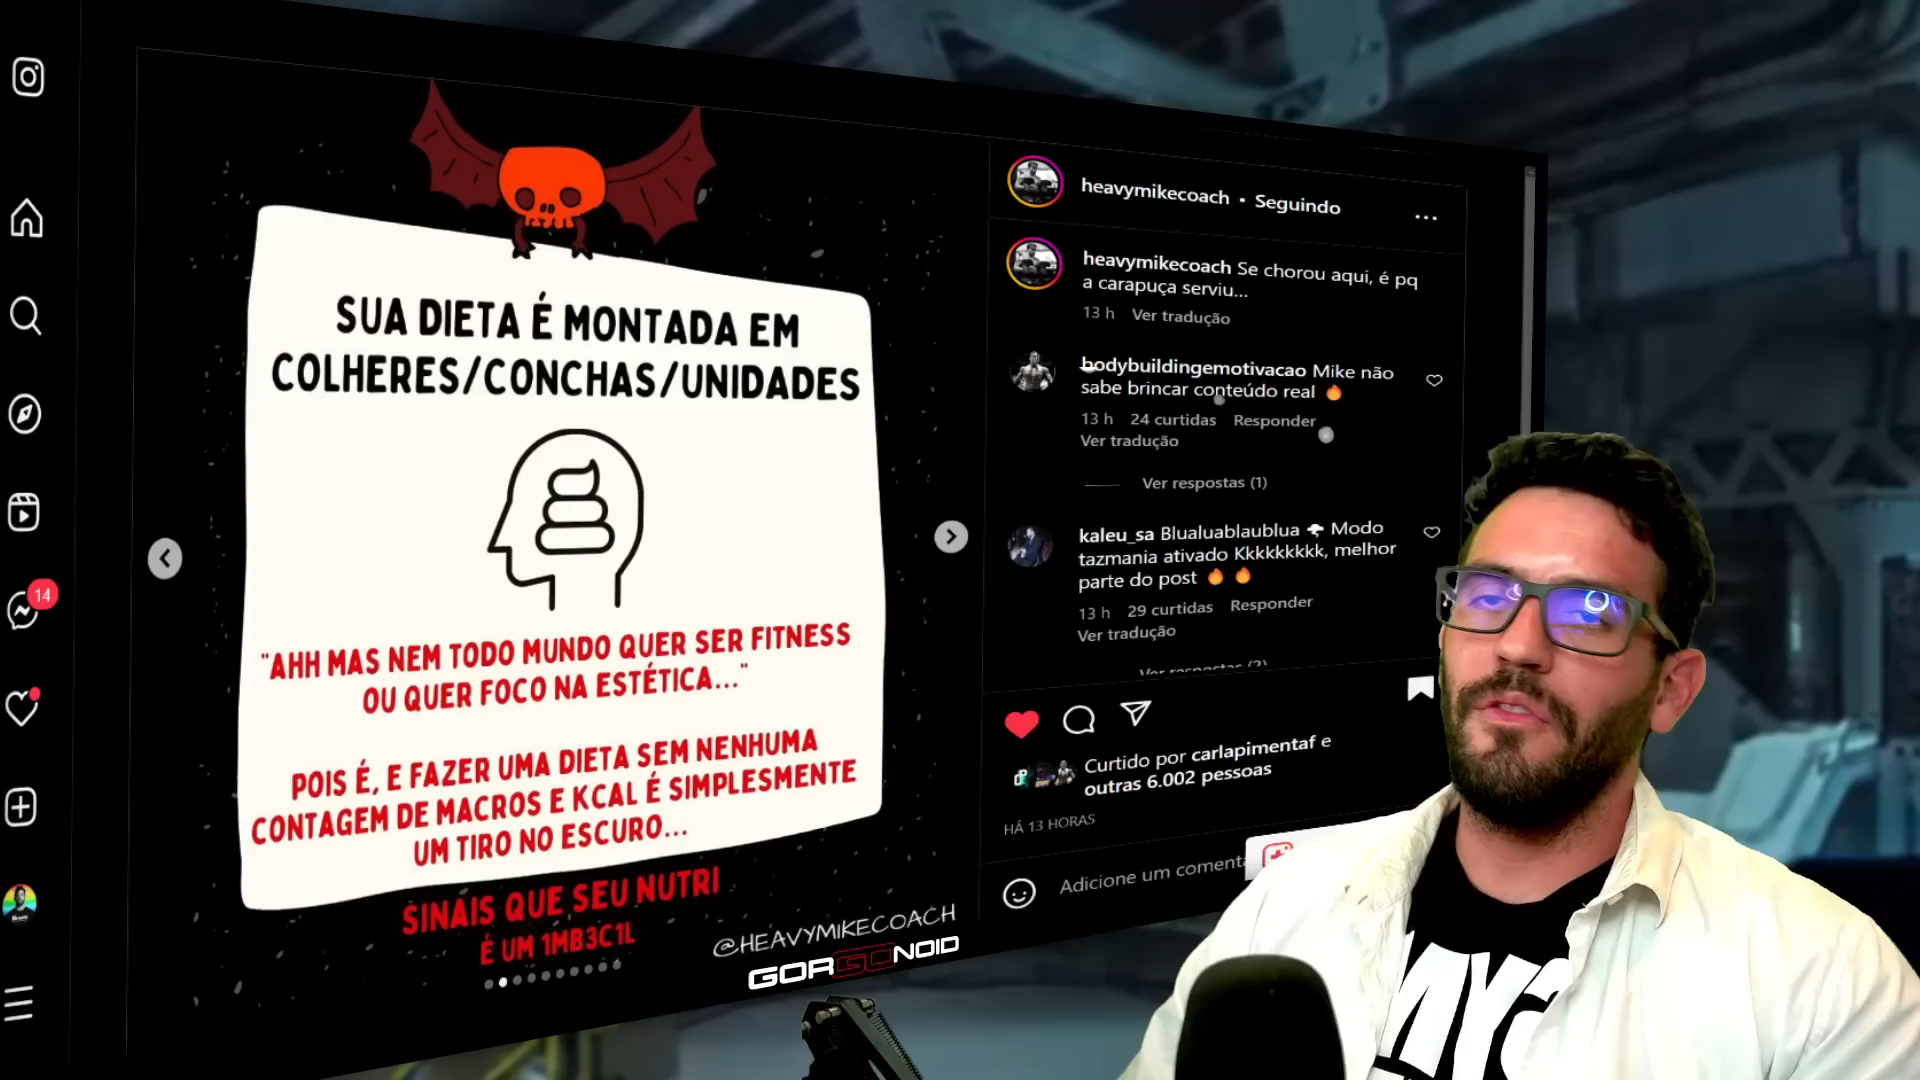 SUA DIETA É MONTADA EM
COLHERES/CONCHAS/UNIDADES
"AHH MAS NEM TODO MUNDO QUER SER FITNESS
OU QUER FOCO NA ESTÉTICA..."
POIS É, E FAZER UMA DIETA SEM NENHUMA
CONTAGEM DE MACROS E KCAL É SIMPLESMENTE
UM TIRO NO ESCURO...
SINAIS QUE SEU NUTRI
É UM 1MB3C1L
@HEAVYMIKECOACH
GORGONOID
14
heavymikecoach • Seguindo
heavymikecoach Se chorou aqui, é pq
a carapuça serviu...
13 h Ver tradução
bodybuildingemotivacao Mike não
sabe brincar conteúdo real 🔥
13 h 24 curtidas Responder
Ver tradução
Ver respostas (1)
kaleu_sa Blualuablaublua 🌪 Modo
tazmania ativado Kkkkkkkkk, melhor
parte do post 🔥 🔥
13 h 29 curtidas Responder
Ver tradução
Ver respostas (2)
Curtido por carlapimentaf e
outras 6.002 pessoas
HÁ 13 HORAS
Adicione um coment